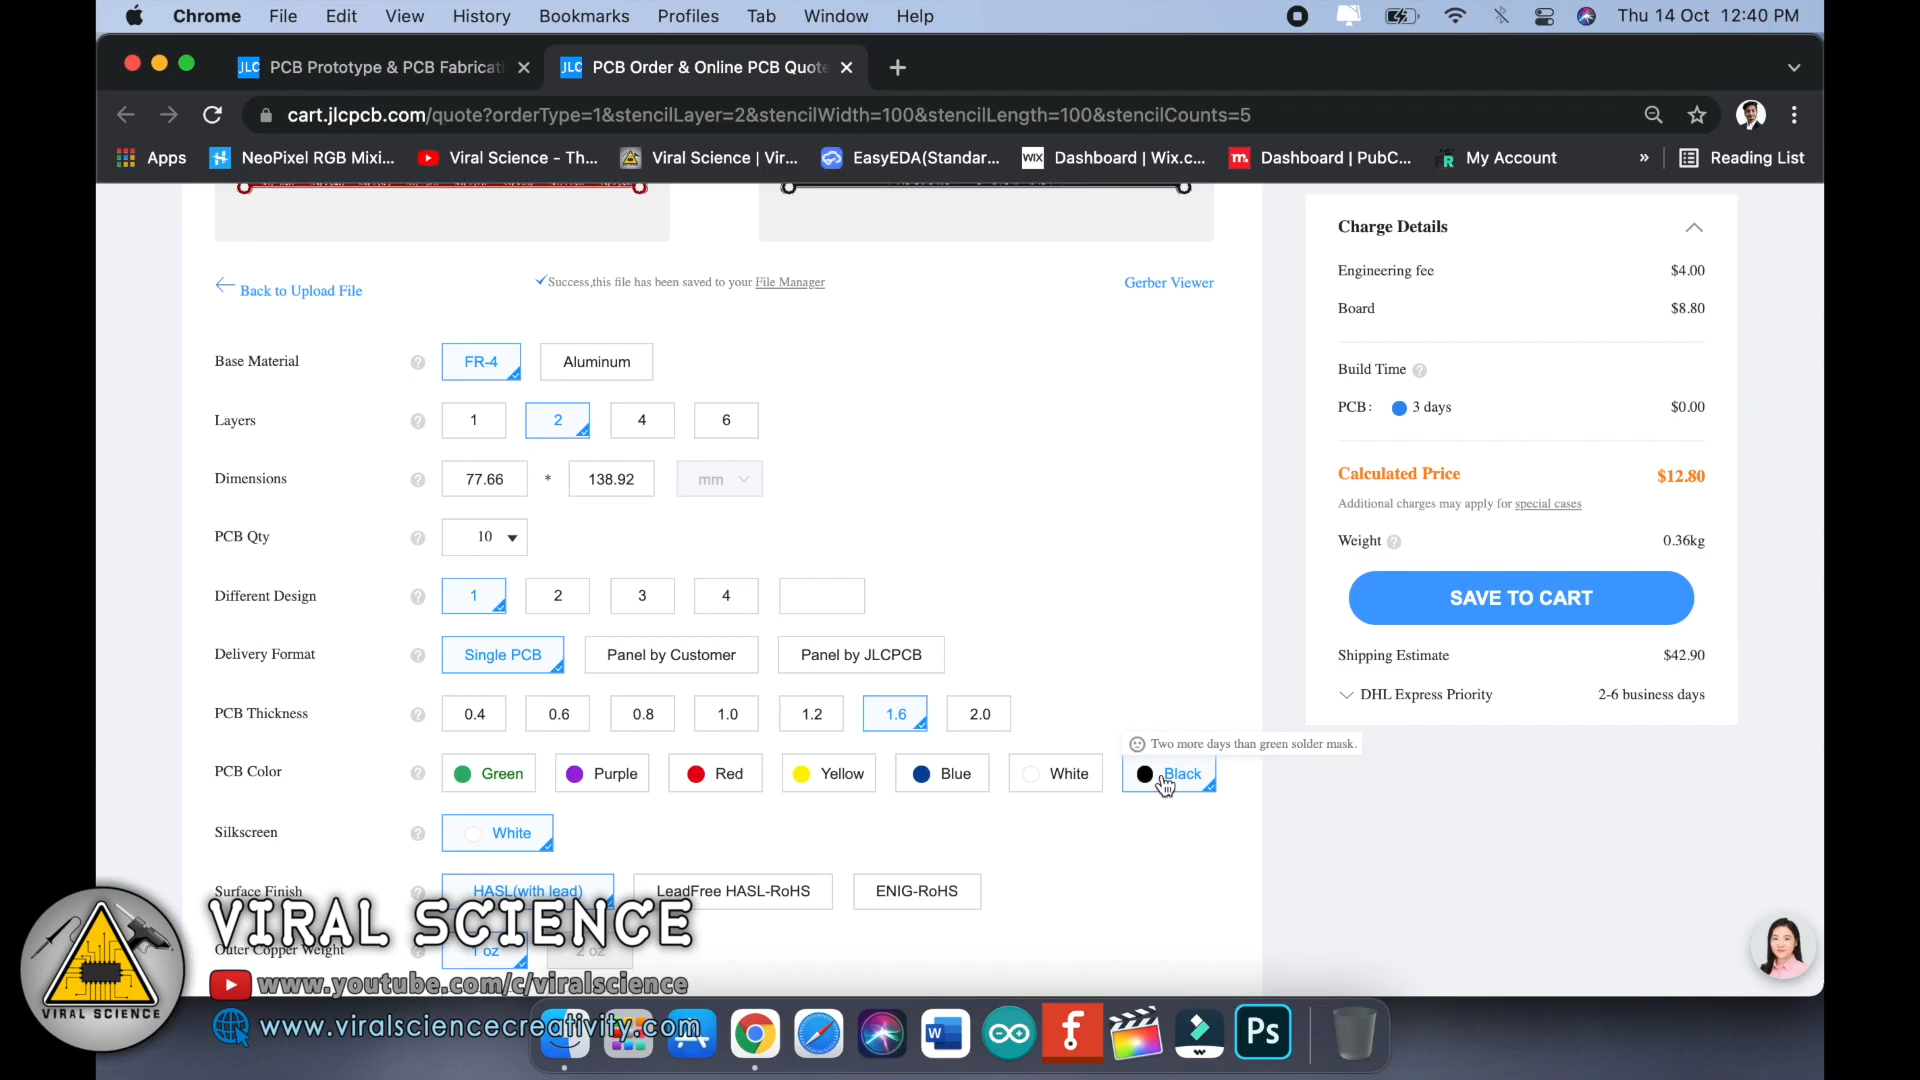 Chrome File Edit View History Bookmarks Profiles Tab Window Help Thu 14 Oct 12:40 PM
JLC PCB Prototype & PCB Fabricati JLC PCB Order & Online PCB Quote
cart.jlcpcb.com/quote?orderType=1&stencilLayer=2&stencilWidth=100&stencilLength=100&stencilCounts=5
Apps NeoPixel RGB Mixi... Viral Science - Th... Viral Science | Vir... EasyEDA(Standar... WIX Dashboard | Wix.c... m. Dashboard | PubC... FR My Account » Reading List
Back to Upload File Success,this file has been saved to your File Manager Gerber Viewer
Base Material ? FR-4 Aluminum
Layers ? 1 2 4 6
Dimensions ? 77.66 * 138.92 mm
PCB Qty ? 10
Different Design ? 1 2 3 4
Delivery Format ? Single PCB Panel by Customer Panel by JLCPCB
PCB Thickness ? 0.4 0.6 0.8 1.0 1.2 1.6 2.0
Two more days than green solder mask.
PCB Color ? Green Purple Red Yellow Blue White Black
Silkscreen ? White
Surface Finish ? HASL(with lead) LeadFree HASL-RoHS ENIG-RoHS
Outer Copper Weight ? 1 oz 2 oz
Charge Details
Engineering fee $4.00
Board $8.80
Build Time ?
PCB: 3 days $0.00
Calculated Price $12.80
Additional charges may apply for special cases
Weight ? 0.36kg
SAVE TO CART
Shipping Estimate $42.90
DHL Express Priority 2-6 business days
VIRAL SCIENCE
www.youtube.com/c/viralscience
www.viralsciencecreativity.com
VIRAL SCIENCE
W f Ps